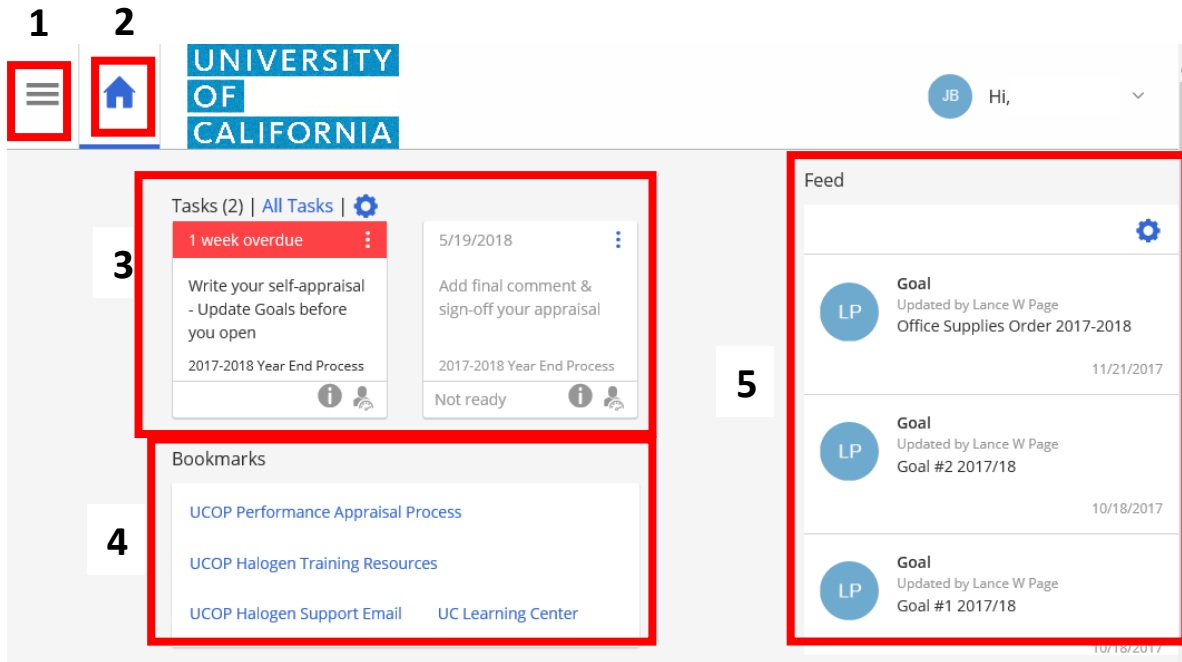 1
2
UNIVERSITY
OF
CALIFORNIA
JB
Hi,
3
Tasks (2) | All Tasks |
1 week overdue
Write your self-appraisal
- Update Goals before
you open
2017-2018 Year End Process
5/19/2018
Add final comment &
sign-off your appraisal
2017-2018 Year End Process
Not ready
4
Bookmarks
UCOP Performance Appraisal Process
UCOP Halogen Training Resources
UCOP Halogen Support Email
UC Learning Center
5
Feed
LP
Goal
Updated by Lance W Page
Office Supplies Order 2017-2018
11/21/2017
LP
Goal
Updated by Lance W Page
Goal #2 2017/18
10/18/2017
LP
Goal
Updated by Lance W Page
Goal #1 2017/18
10/18/2017